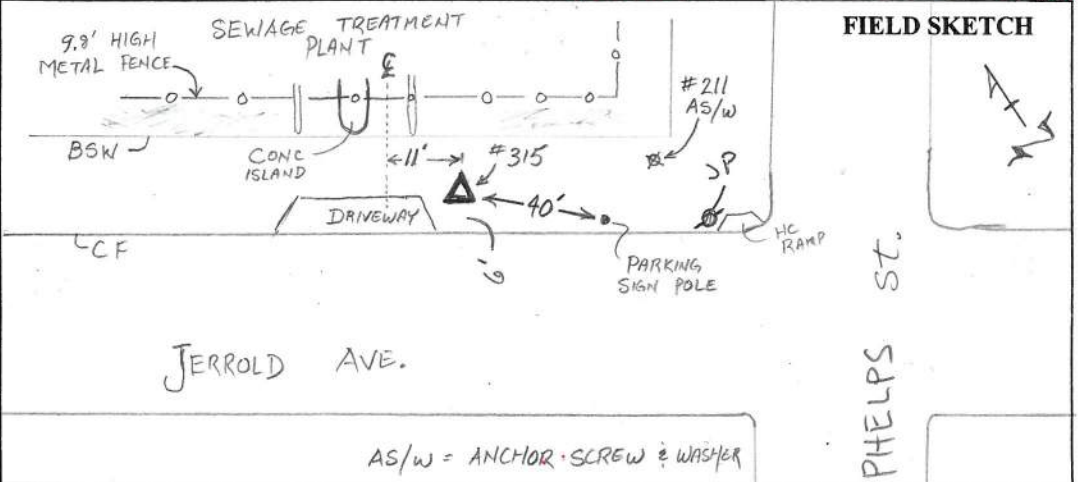 FIELD SKETCH
SEWAGE TREATMENT
PLANT
9.8' HIGH
METAL FENCE
℄
#211
AS/W
BSW
CONC
ISLAND
11'
#315
JP
40'
DRIVEWAY
HC
RAMP
CF
6'
PARKING
SIGN POLE
JERROLD AVE.
PHELPS St.
AS/W = ANCHOR SCREW & WASHER